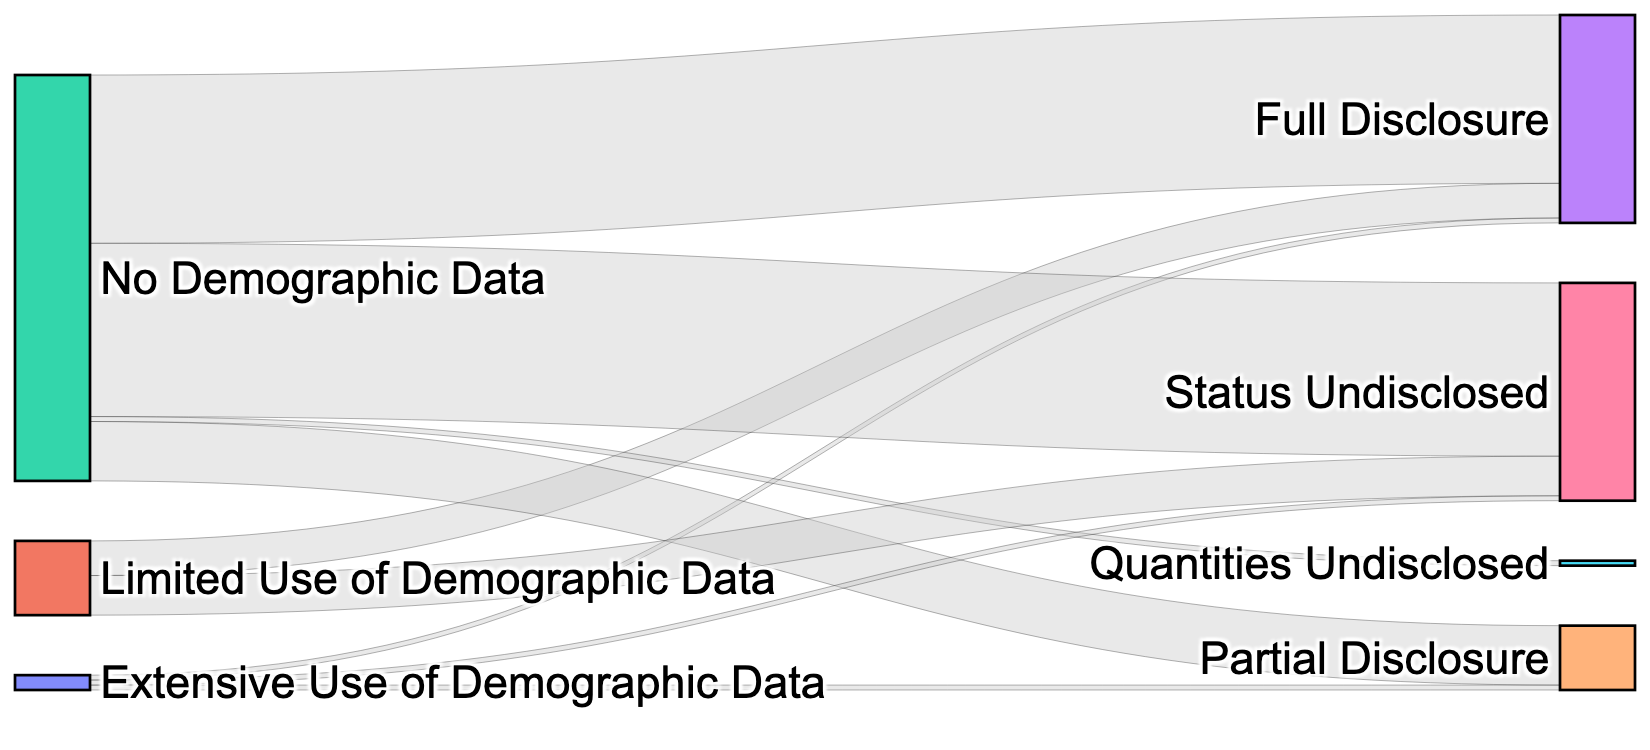 Full Disclosure
No Demographic Data
Status Undisclosed
Quantities Undisclosed
Limited Use of Demographic Data
Partial Disclosure
Extensive Use of Demographic Data